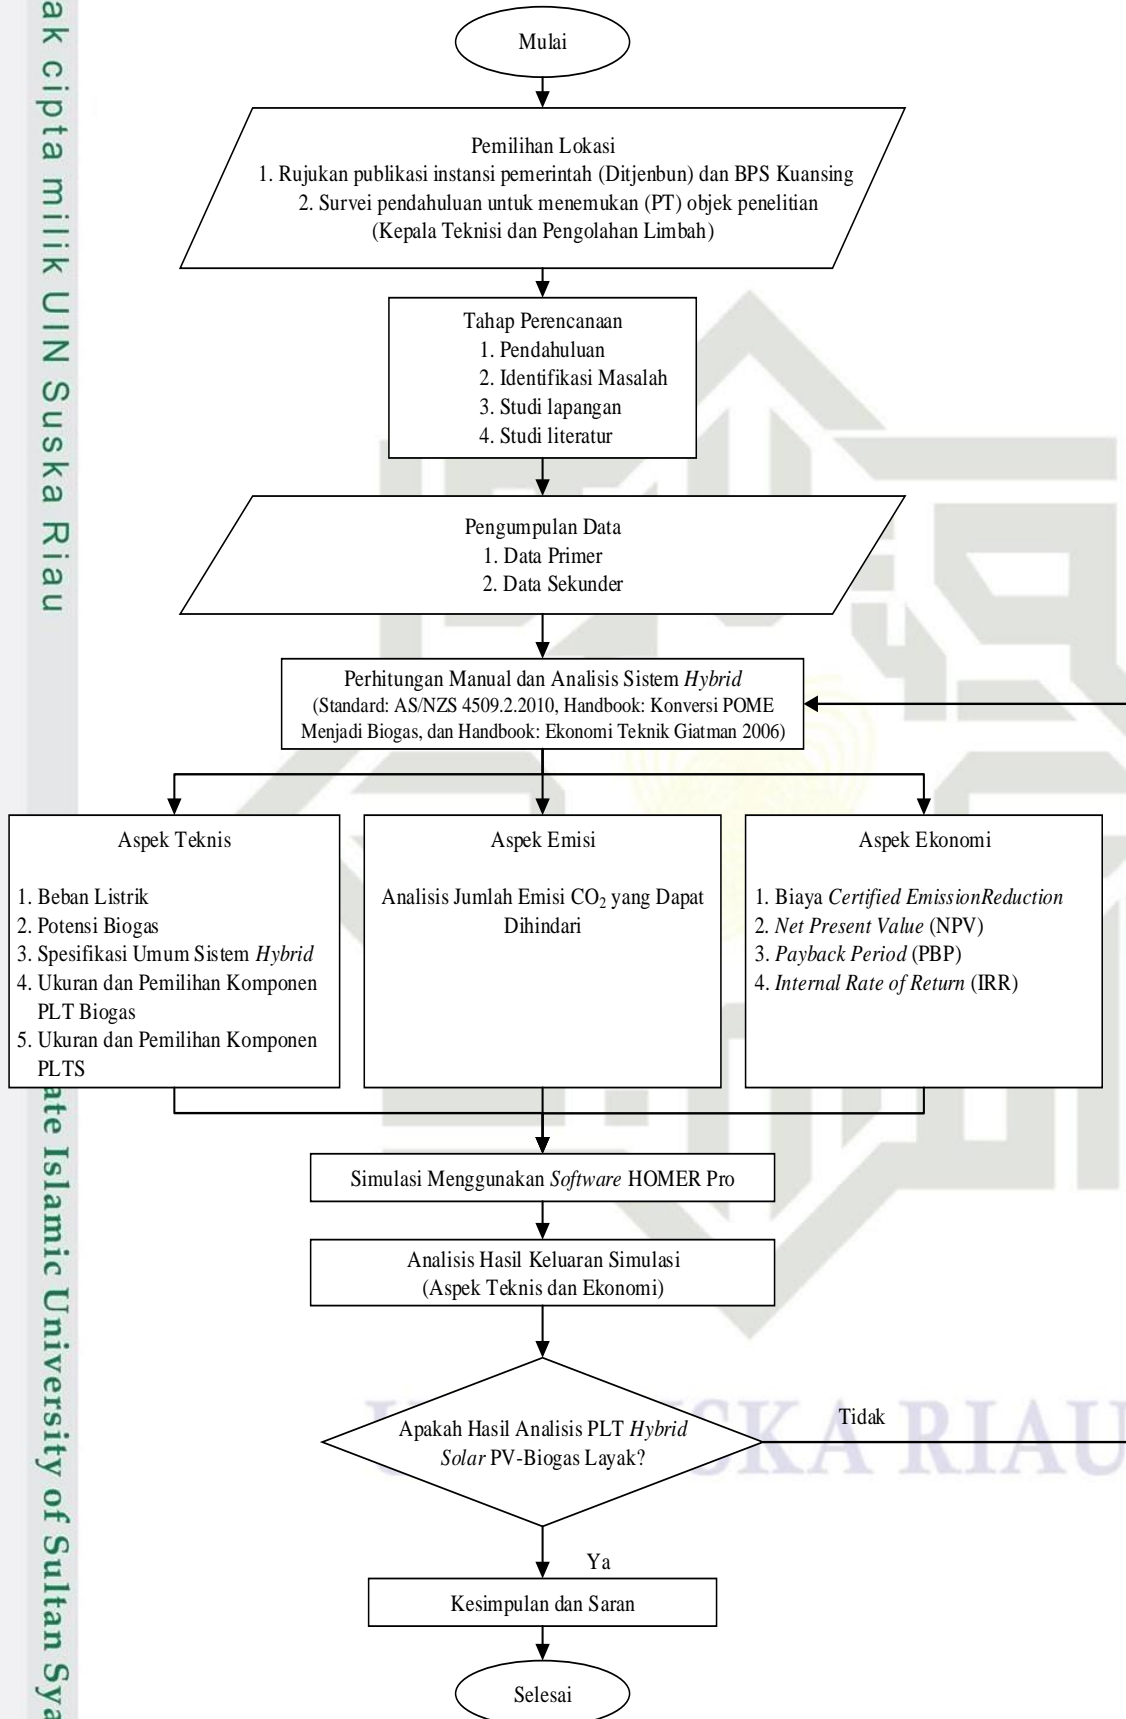 Mulai
Pemilihan Lokasi
1. Rujukan publikasi instansi pemerintah (Ditjenbun) dan BPS Kuansing
2. Survei pendahuluan untuk menemukan (PT) objek penelitian
(Kepala Teknisi dan Pengolahan Limbah)
Tahap Perencanaan
1. Pendahuluan
2. Identifikasi Masalah
3. Studi lapangan
4. Studi literatur
Pengumpulan Data
1. Data Primer
2. Data Sekunder
Perhitungan Manual dan Analisis Sistem Hybrid
(Standard: AS/NZS 4509.2.2010, Handbook: Konversi POME
Menjadi Biogas, dan Handbook: Ekonomi Teknik Giatman 2006)
Aspek Teknis
1. Beban Listrik
2. Potensi Biogas
3. Spesifikasi Umum Sistem Hybrid
4. Ukuran dan Pemilihan Komponen
PLT Biogas
5. Ukuran dan Pemilihan Komponen
PLTS
Aspek Emisi
Analisis Jumlah Emisi CO₂ yang Dapat
Dihindari
Aspek Ekonomi
1. Biaya Certified EmissionReduction
2. Net Present Value (NPV)
3. Payback Period (PBP)
4. Internal Rate of Return (IRR)
Simulasi Menggunakan Software HOMER Pro
Analisis Hasil Keluaran Simulasi
(Aspek Teknis dan Ekonomi)
Apakah Hasil Analisis PLT Hybrid
Solar PV-Biogas Layak?
Tidak
Ya
Kesimpulan dan Saran
Selesai
ak cipta milik UIN Suska Riau
ate Islamic University of Sultan Sya
SKA RIAU